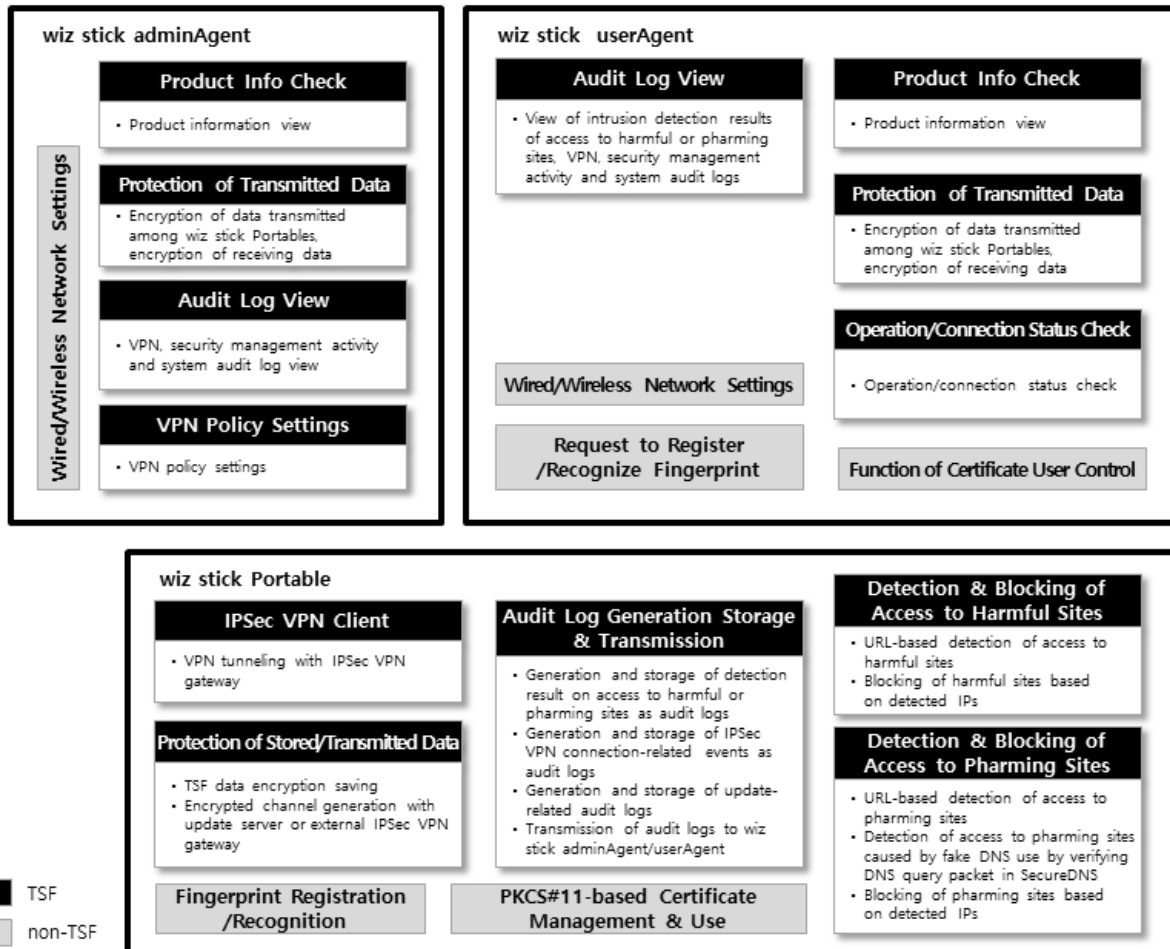 wiz stick adminAgent
Wired/Wireless Network Settings
Product Info Check
• Product information view
Protection of Transmitted Data
• Encryption of data transmitted
among wiz stick Portables,
encryption of receiving data
Audit Log View
• VPN, security management activity
and system audit log view
VPN Policy Settings
• VPN policy settings
wiz stick userAgent
Audit Log View
• View of intrusion detection results
of access to harmful or pharming
sites, VPN, security management
activity and system audit logs
Wired/Wireless Network Settings
Request to Register
/Recognize Fingerprint
Product Info Check
• Product information view
Protection of Transmitted Data
• Encryption of data transmitted
among wiz stick Portables,
encryption of receiving data
Operation/Connection Status Check
• Operation/connection status check
Function of Certificate User Control
wiz stick Portable
IPSec VPN Client
• VPN tunneling with IPSec VPN
gateway
Protection of Stored/Transmitted Data
• TSF data encryption saving
• Encrypted channel generation with
update server or external IPSec VPN
gateway
Fingerprint Registration
/Recognition
Audit Log Generation Storage
& Transmission
• Generation and storage of detection
result on access to harmful or
pharming sites as audit logs
• Generation and storage of IPSec
VPN connection-related events as
audit logs
• Generation and storage of update-
related audit logs
• Transmission of audit logs to wiz
stick adminAgent/userAgent
PKCS#11-based Certificate
Management & Use
Detection & Blocking of
Access to Harmful Sites
• URL-based detection of access to
harmful sites
• Blocking of harmful sites based
on detected IPs
Detection & Blocking of
Access to Pharming Sites
• URL-based detection of access to
pharming sites
• Detection of access to pharming sites
caused by fake DNS use by verifying
DNS query packet in SecureDNS
• Blocking of pharming sites based
on detected IPs
TSF
non-TSF